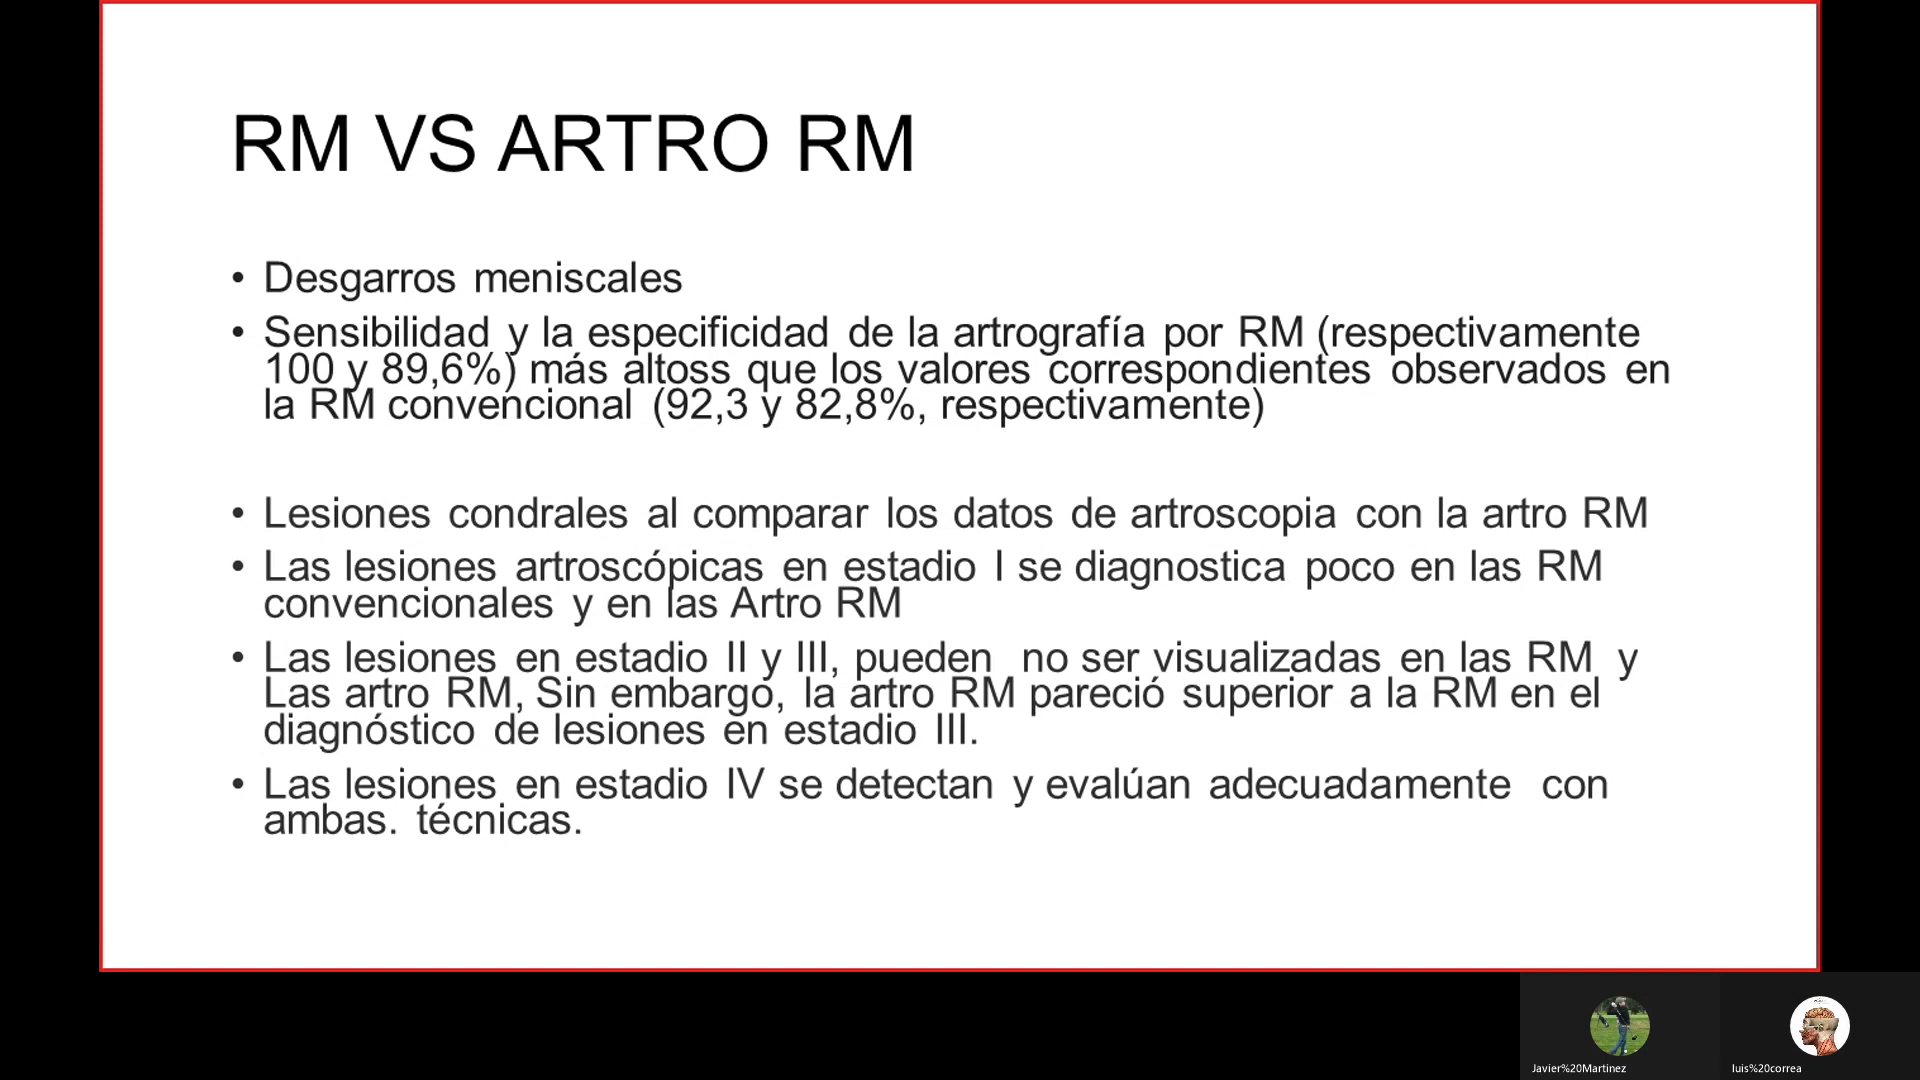 RM VS ARTRO RM
• Desgarros meniscales
• Sensibilidad y la especificidad de la artrografía por RM (respectivamente
100 y 89,6%) más altoss que los valores correspondientes observados en
la RM convencional (92,3 y 82,8%, respectivamente)
• Lesiones condrales al comparar los datos de artroscopia con la artro RM
• Las lesiones artroscópicas en estadio I se diagnostica poco en las RM
convencionales y en las Artro RM
• Las lesiones en estadio II y III, pueden no ser visualizadas en las RM y
Las artro RM, Sin embargo, la artro RM pareció superior a la RM en el
diagnóstico de lesiones en estadio III.
• Las lesiones en estadio IV se detectan y evalúan adecuadamente con
ambas. técnicas.
Javier%20Martinez
luis%20correa